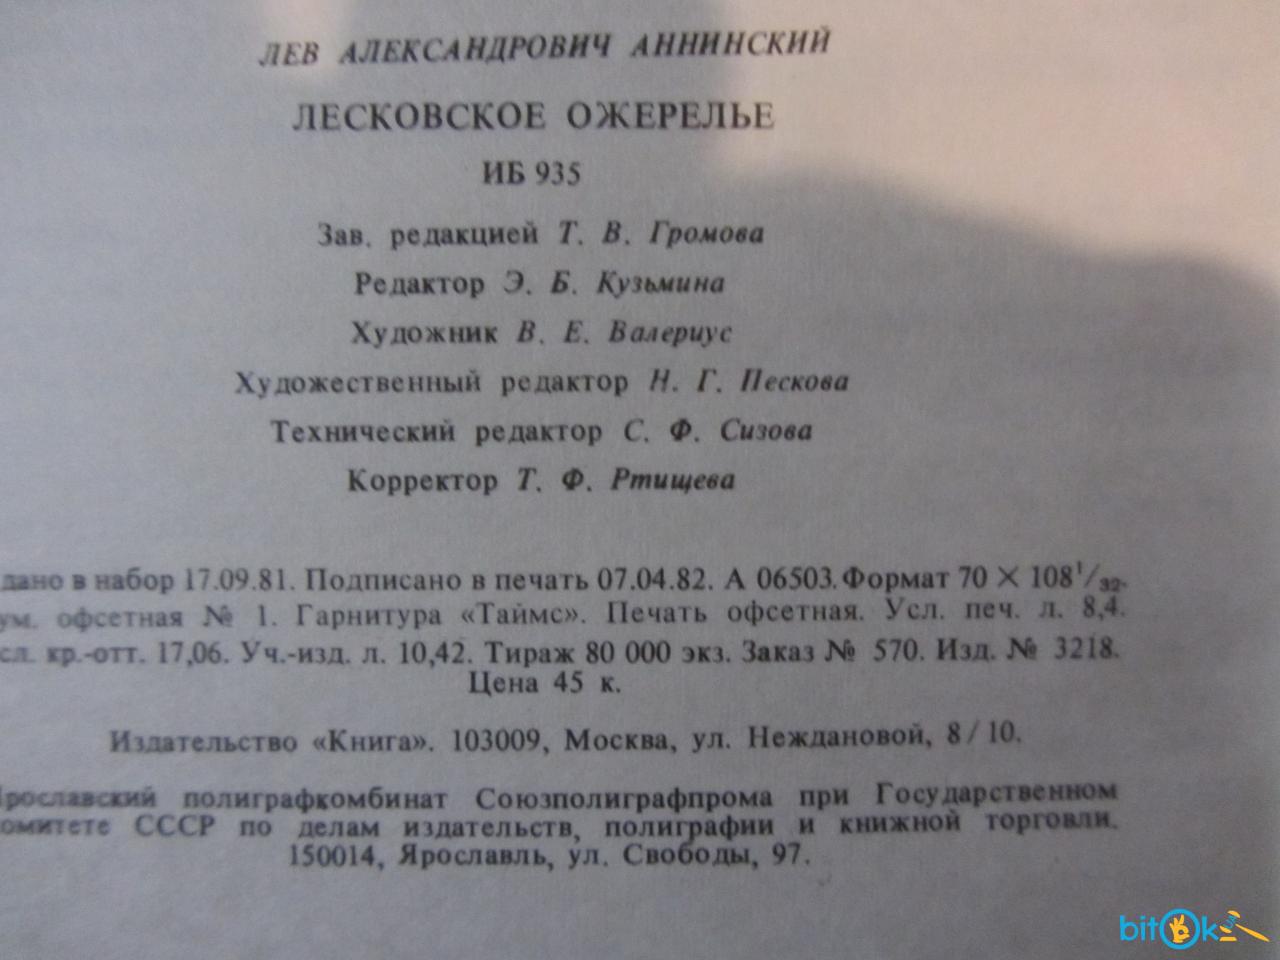 ЛЕВ АЛЕКСАНДРОВИЧ АННИНСКИЙ
ЛЕСКОВСКОЕ ОЖЕРЕЛЬЕ
ИБ 935
Зав. редакцией Т. В. Громова
Редактор Э. Б. Кузьмина
Художник В. Е. Валериус
Художественный редактор Н. Г. Пескова
Технический редактор С. Ф. Сизова
Корректор Т. Ф. Ртищева
дано в набор 17.09.81. Подписано в печать 07.04.82. А 06503. Формат 70 × 108¹/₃₂.
ум. офсетная № 1. Гарнитура «Таймс». Печать офсетная. Усл. печ. л. 8,4.
сл. кр.-отт. 17,06. Уч.-изд. л. 10,42. Тираж 80 000 экз. Заказ № 570. Изд. № 3218.
Цена 45 к.
Издательство «Книга». 103009, Москва, ул. Неждановой, 8/10.
Ярославский полиграфкомбинат Союзполиграфпрома при Государственном
омитете СССР по делам издательств, полиграфии и книжной торговли.
150014, Ярославль, ул. Свободы, 97.
bitOk